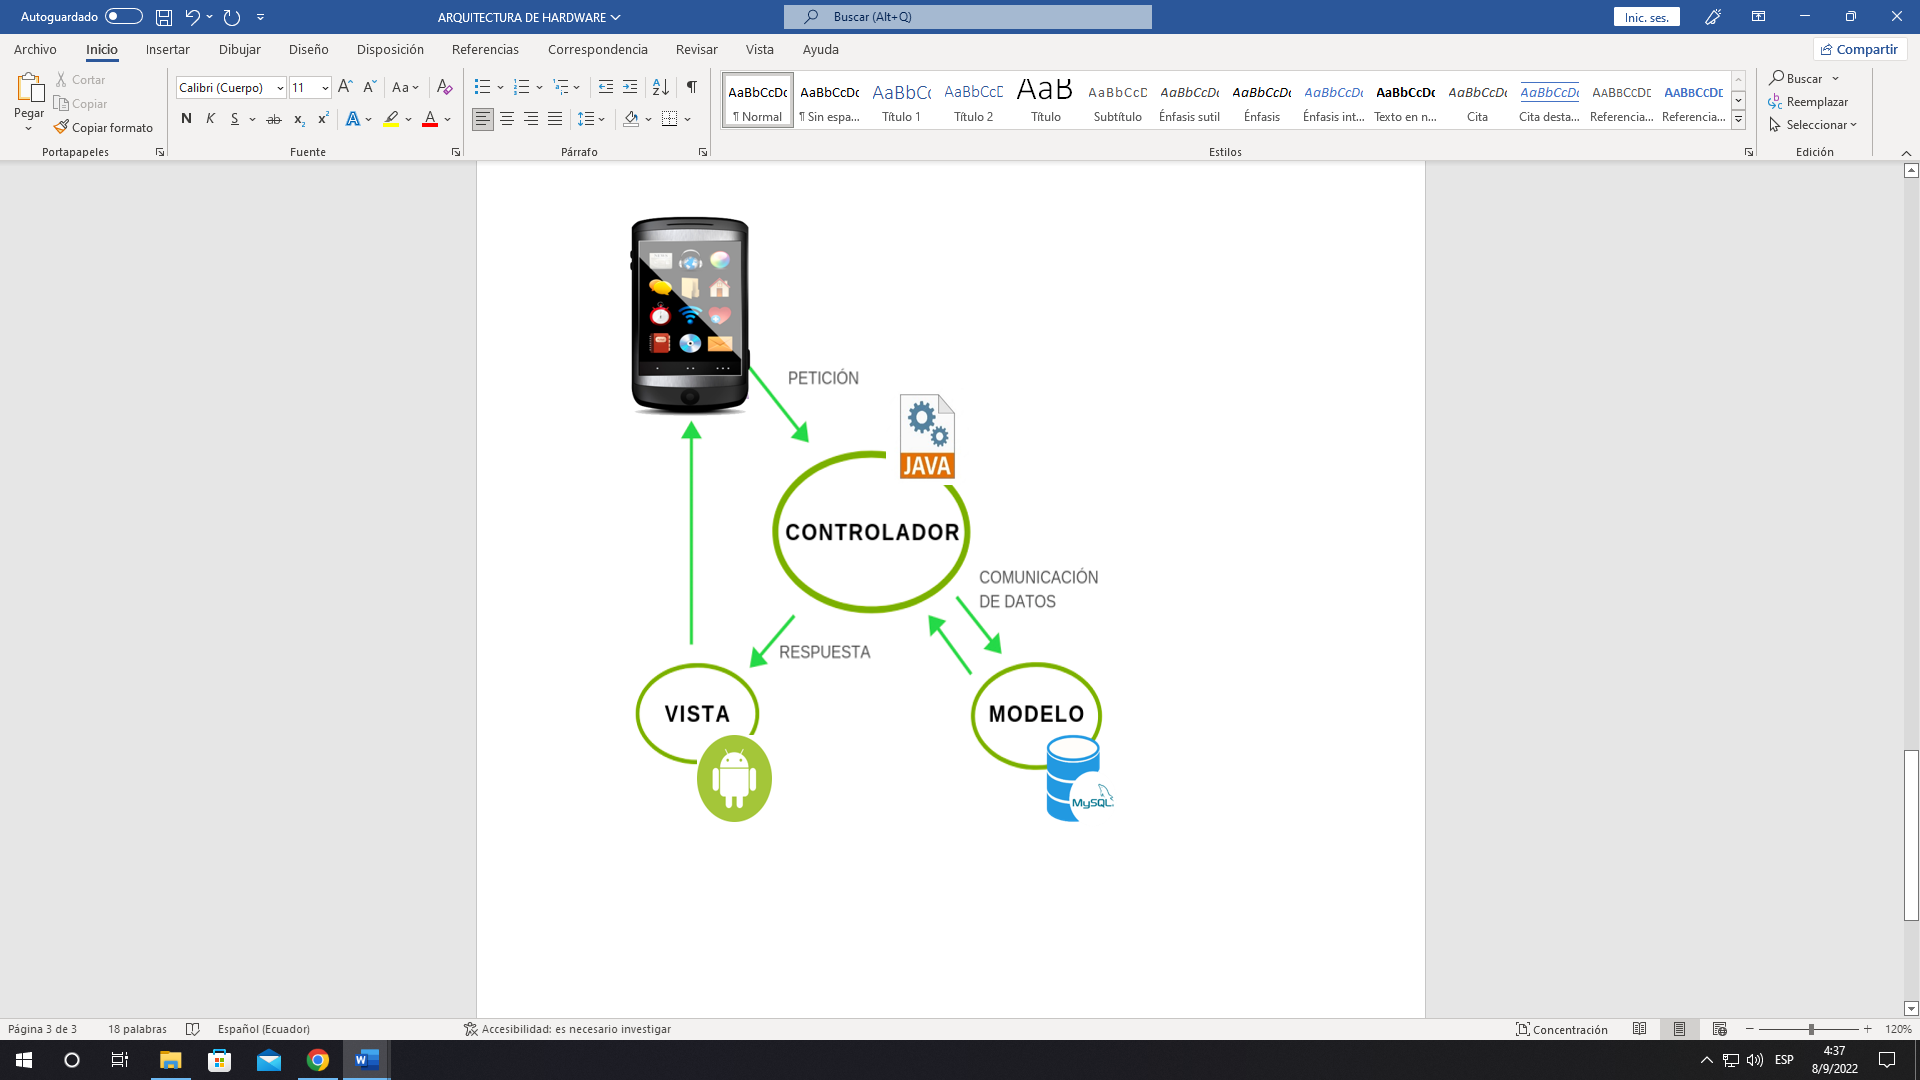 Autoguardado
ARQUITECTURA DE HARDWARE
Buscar (Alt+Q)
Inic. ses.
Archivo Inicio Insertar Dibujar Diseño Disposición Referencias Correspondencia Revisar Vista Ayuda
Compartir
Pegar
Cortar
Copiar
Copiar formato
Portapapeles
Calibri (Cuerpo) 11
N K S ab x₂ x²
Fuente
Párrafo
AaBbCcDc AaBbCcDc AaBbCc AaBbCcD AaB AaBbCcD AaBbCcDc AaBbCcDc AaBbCcDc AaBbCcDc AaBbCcDc AaBbCcDc AABBCCDE AABBCCDE
¶ Normal ¶ Sin espa... Título 1 Título 2 Título Subtítulo Énfasis sutil Énfasis Énfasis int... Texto en n... Cita Cita desta... Referencia... Referencia...
Estilos
Buscar
Reemplazar
Seleccionar
Edición
PETICIÓN
JAVA
CONTROLADOR
COMUNICACIÓN
DE DATOS
RESPUESTA
VISTA
MODELO
MySQL
Página 3 de 3 18 palabras Español (Ecuador) Accesibilidad: es necesario investigar Concentración 120%
ESP
4:37
8/9/2022